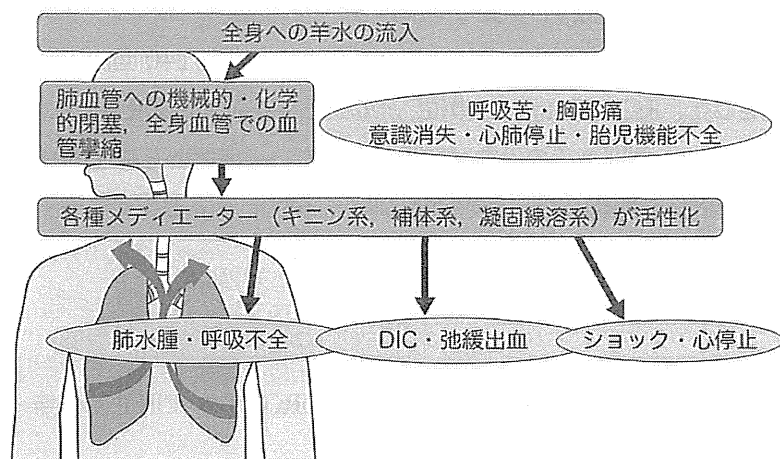 全身への羊水の流入
肺血管への機械的・化学
的閉塞，全身血管での血
管攣縮
呼吸苦・胸部痛
意識消失・心肺停止・胎児機能不全
各種メディエーター（キニン系，補体系，凝固線溶系）が活性化
肺水腫・呼吸不全
DIC・弛緩出血
ショック・心停止